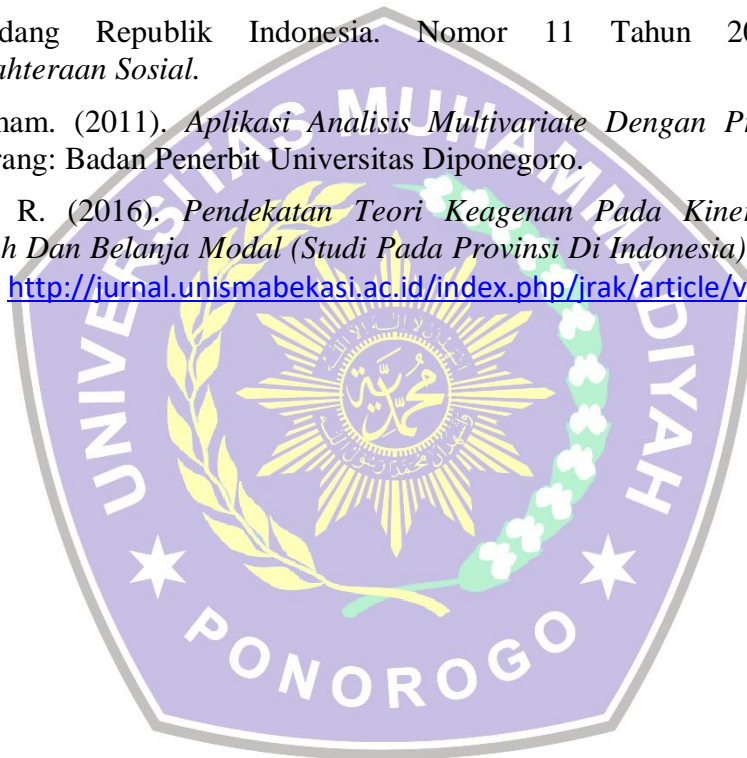 dang Republik Indonesia. Nomor 11 Tahun 20
ahteraan Sosial.
nam. (2011). Aplikasi Analisis Multivariate Dengan P
rang: Badan Penerbit Universitas Diponegoro.
R. (2016). Pendekatan Teori Keagenan Pada Kiner
h Dan Belanja Modal (Studi Pada Provinsi Di Indonesia)
http://jurnal.unismabekasi.ac.id/index.php/jrak/article/v
UNIVERSITAS MUHAMMADIYAH
PONOROGO
محمدية